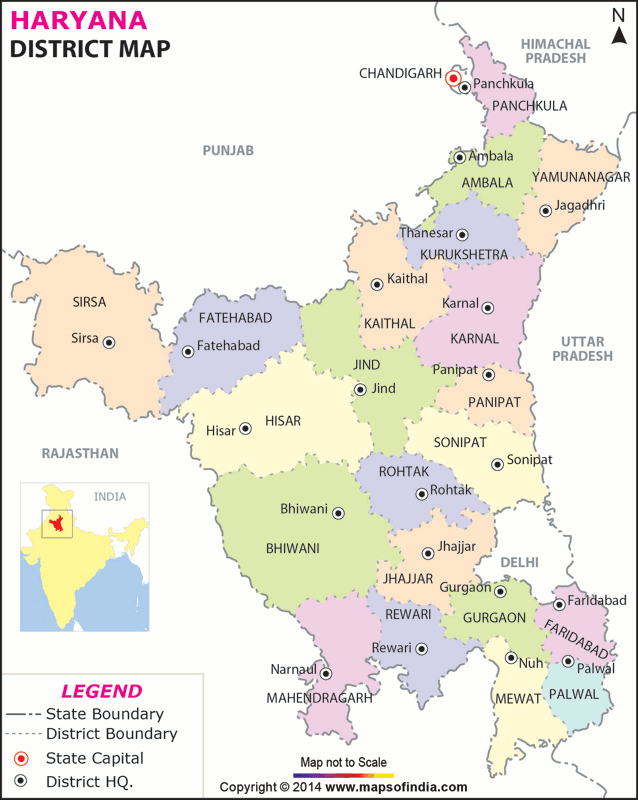 HARYANA
DISTRICT MAP
N
HIMACHAL
PRADESH
CHANDIGARH
Panchkula
PANCHKULA
PUNJAB
Ambala
AMBALA
YAMUNANAGAR
Jagadhri
Thanesar
KURUKSHETRA
Kaithal
KAITHAL
Karnal
KARNAL
SIRSA
Sirsa
FATEHABAD
Fatehabad
JIND
Jind
UTTAR
PRADESH
Panipat
PANIPAT
HISAR
Hisar
SONIPAT
Sonipat
RAJASTHAN
ROHTAK
Rohtak
INDIA
Bhiwani
BHIWANI
Jhajjar
JHAJJAR
DELHI
Gurgaon
GURGAON
Faridabad
FARIDABAD
REWARI
Rewari
Nuh
MEWAT
Palwal
PALWAL
Narnaul
MAHENDRAGARH
LEGEND
State Boundary
District Boundary
State Capital
District HQ.
Map not to Scale
Copyright © 2014 www.mapsofindia.com